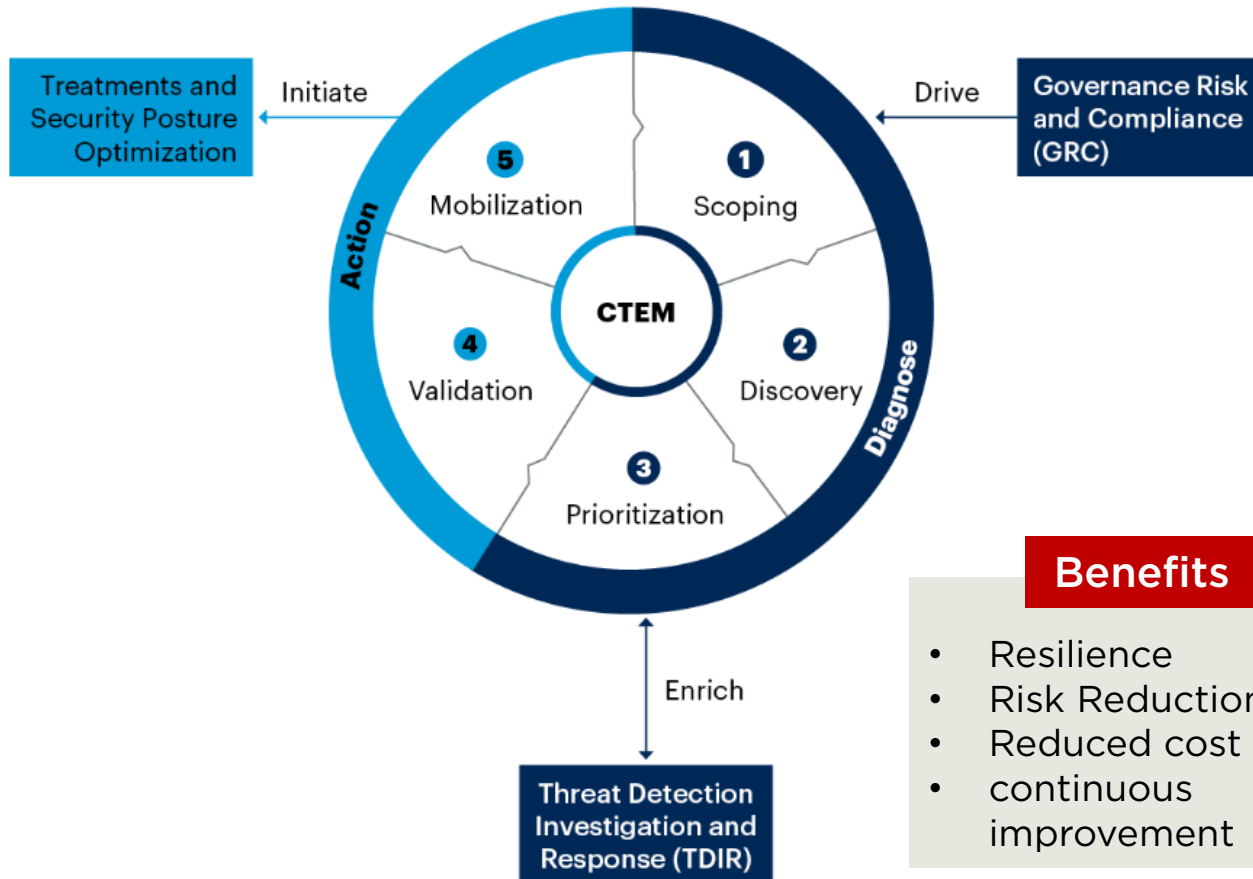 Treatments and
Security Posture
Optimization
Initiate
Drive
Governance Risk
and Compliance
(GRC)
5
Mobilization
1
Scoping
Action
CTEM
4
Validation
2
Discovery
Diagnose
3
Prioritization
Enrich
Threat Detection
Investigation and
Response (TDIR)
Benefits
• Resilience
• Risk Reduction
• Reduced cost
• continuous
improvement